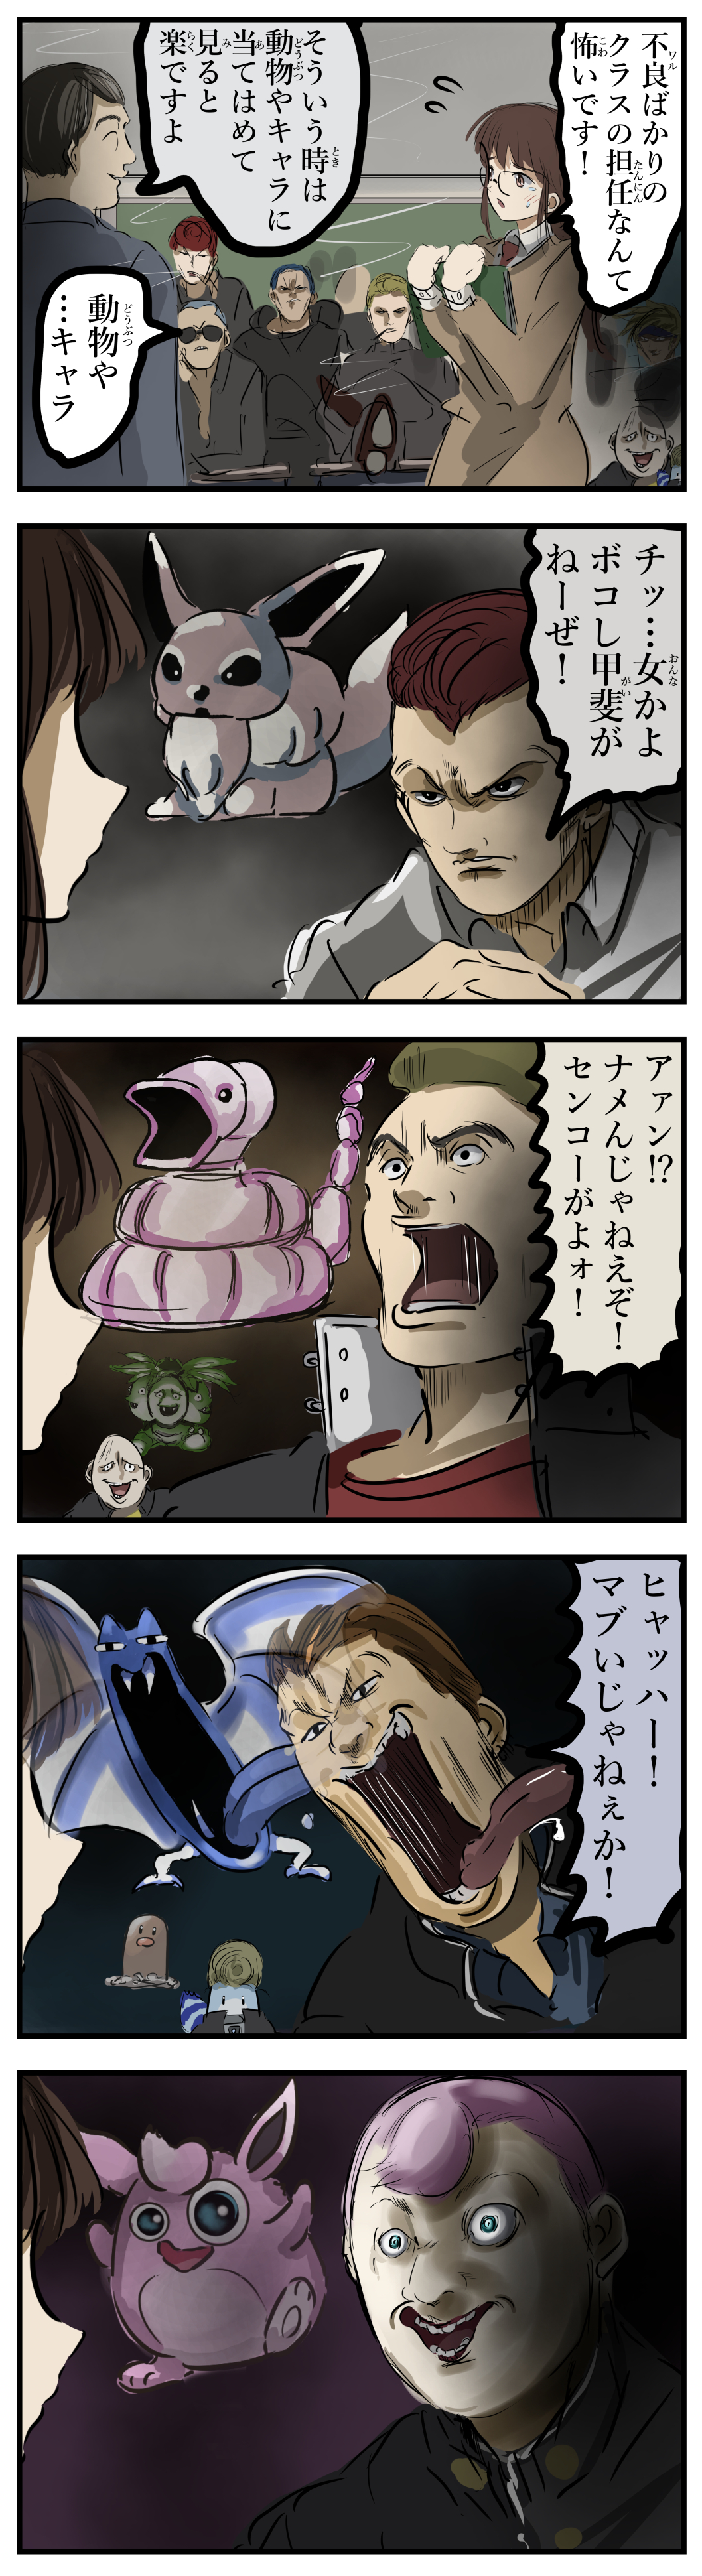 不良ばかりの
クラスの担任なんて
怖いです！
そういう時は
動物やキャラに
当てはめて
見ると
楽ですよ
動物や
…キャラ
チッ…女かよ
ボコし甲斐が
ねーぜ！
アァン!?
ナメんじゃねえぞ！
センコーがよォ！
ヒャッハー！
マブいじゃねぇか！